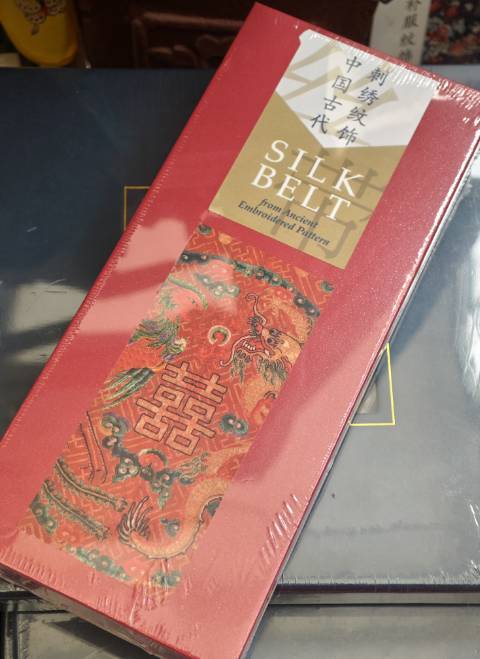 中国古代
刺绣纹饰
SILK
BELT
from Ancient
Embroidered Pattern
囍